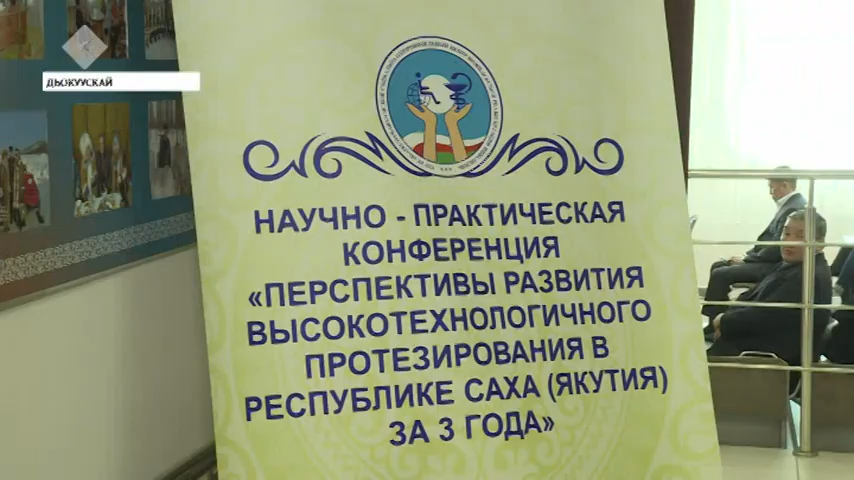 ДЬОКУУСКАЙ
НАУЧНО - ПРАКТИЧЕСКАЯ
КОНФЕРЕНЦИЯ
«ПЕРСПЕКТИВЫ РАЗВИТИЯ
ВЫСОКОТЕХНОЛОГИЧНОГО
ПРОТЕЗИРОВАНИЯ В
РЕСПУБЛИКЕ САХА (ЯКУТИЯ)
ЗА 3 ГОДА»